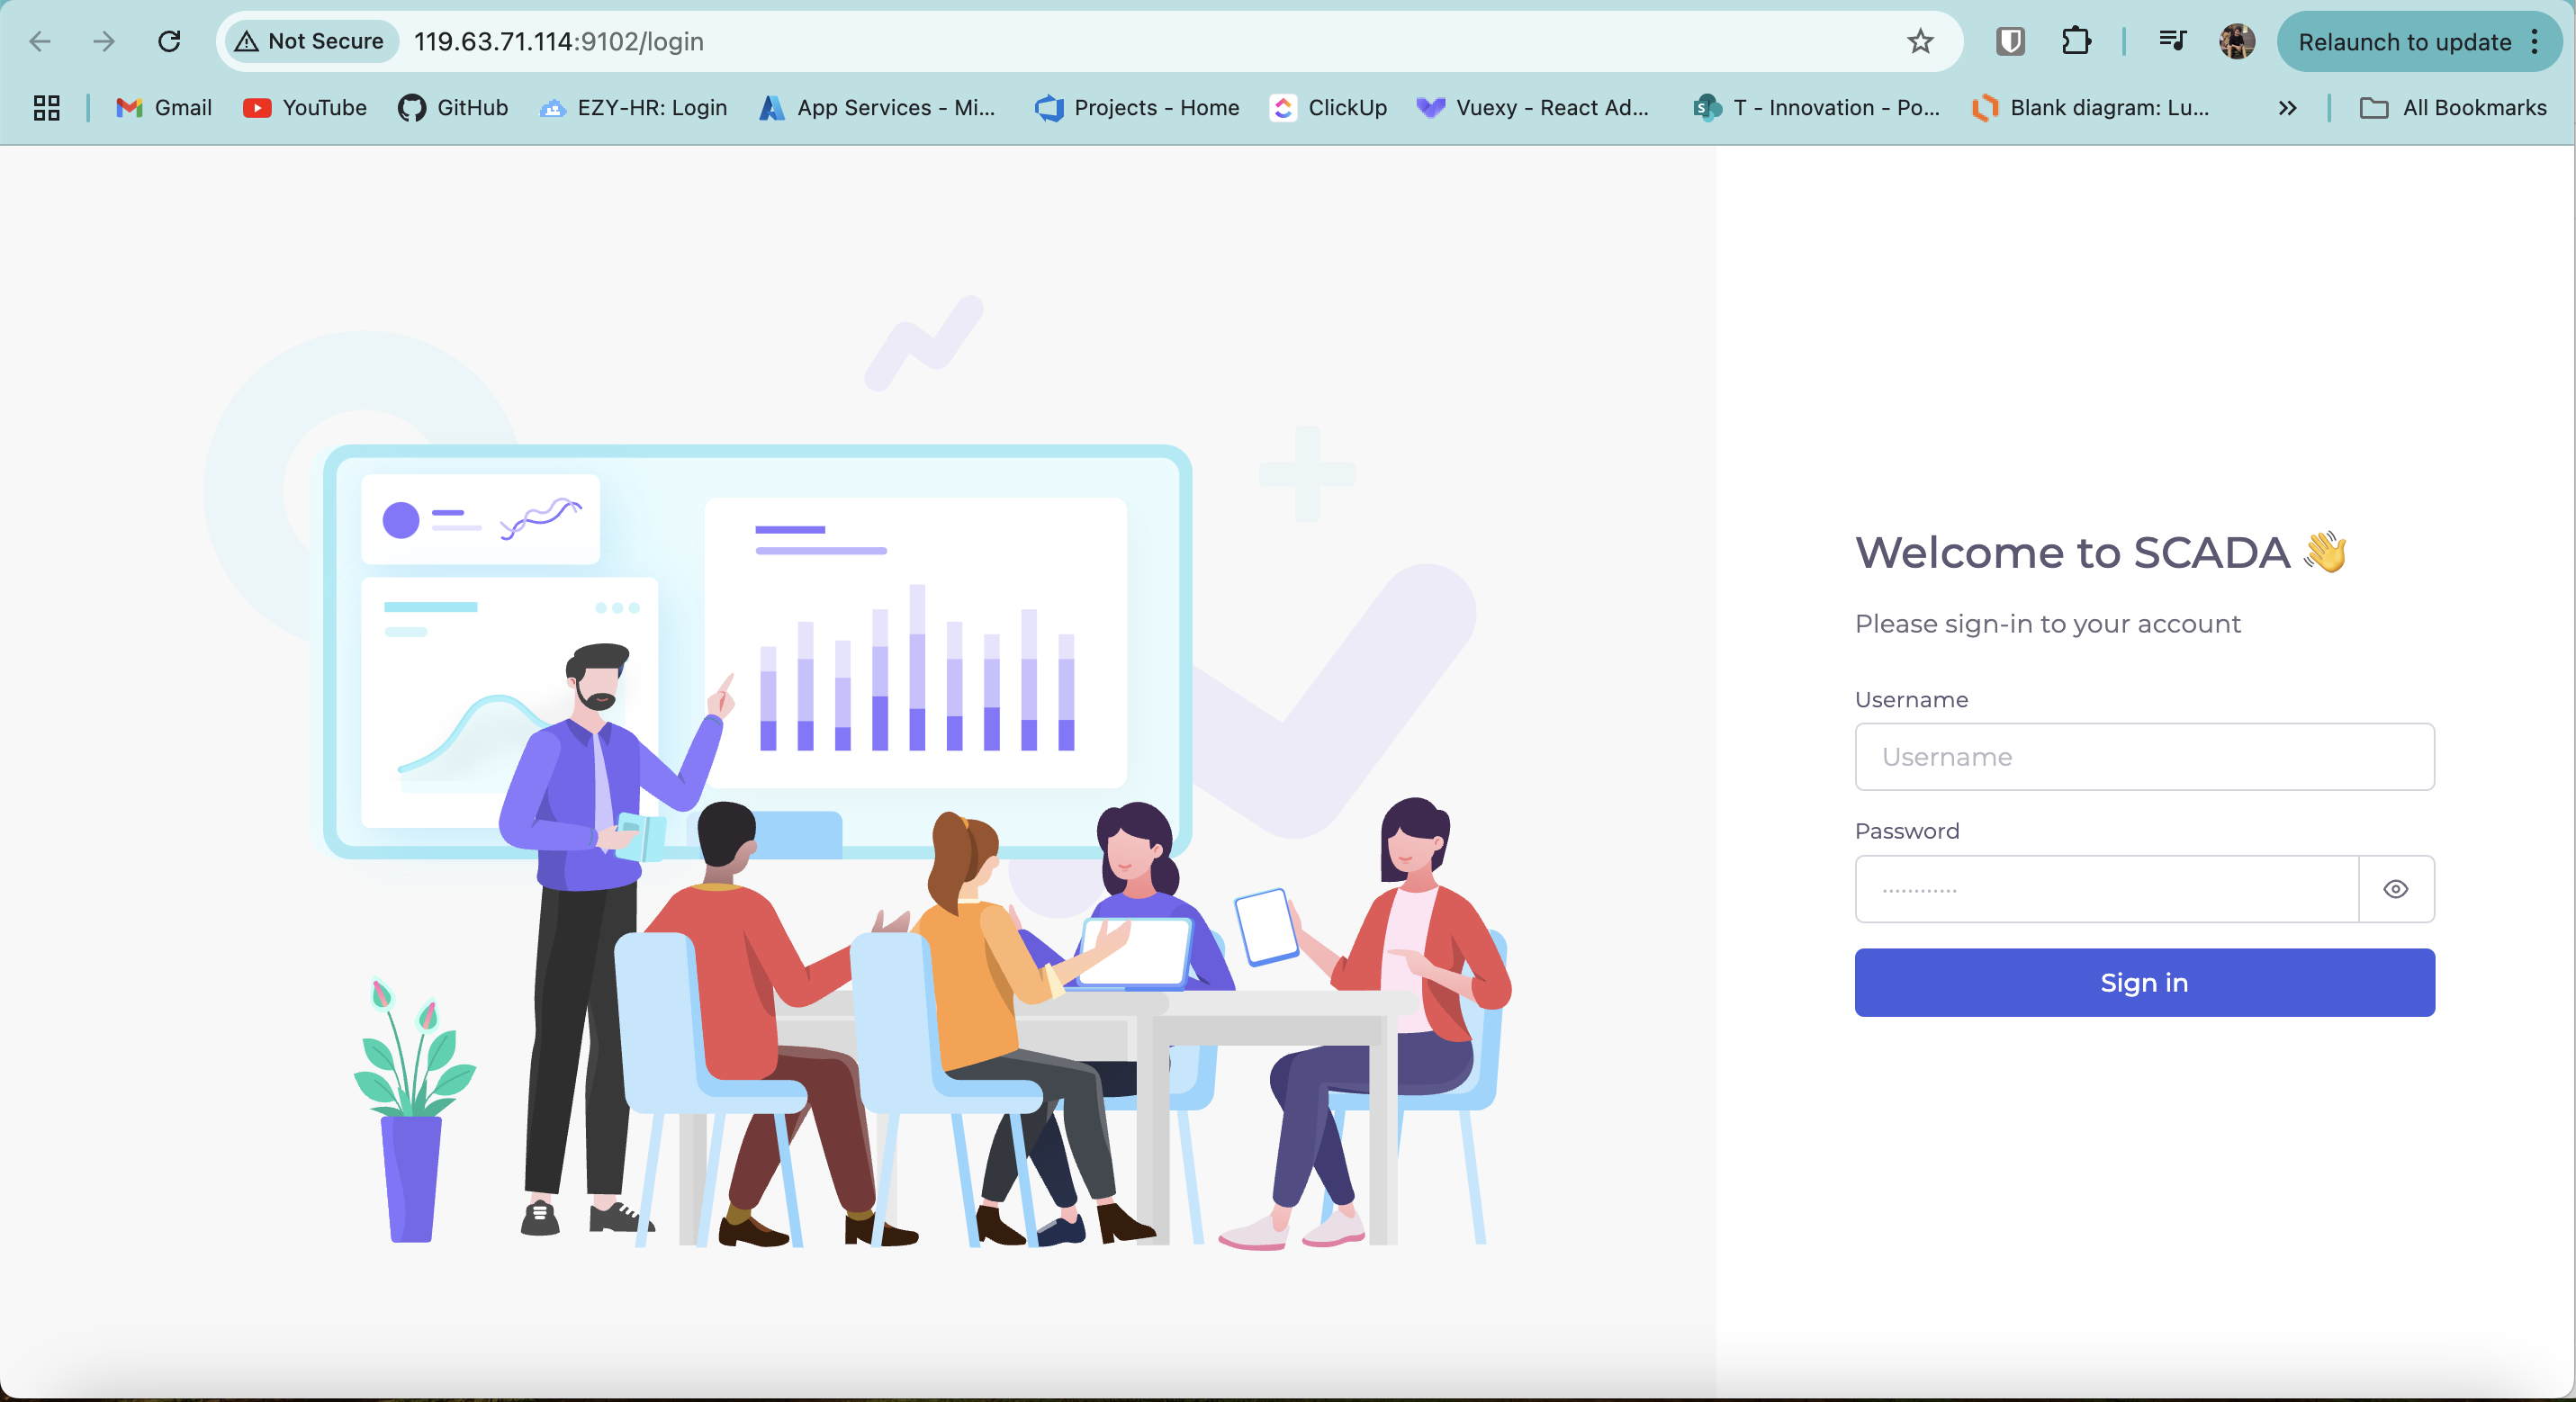 Not Secure 119.63.71.114:9102/login Relaunch to update
Gmail YouTube GitHub EZY-HR: Login App Services - Mi... Projects - Home ClickUp Vuexy - React Ad... T - Innovation - Po... Blank diagram: Lu... All Bookmarks
Welcome to SCADA 👋
Please sign-in to your account
Username
Username
Password
············
Sign in